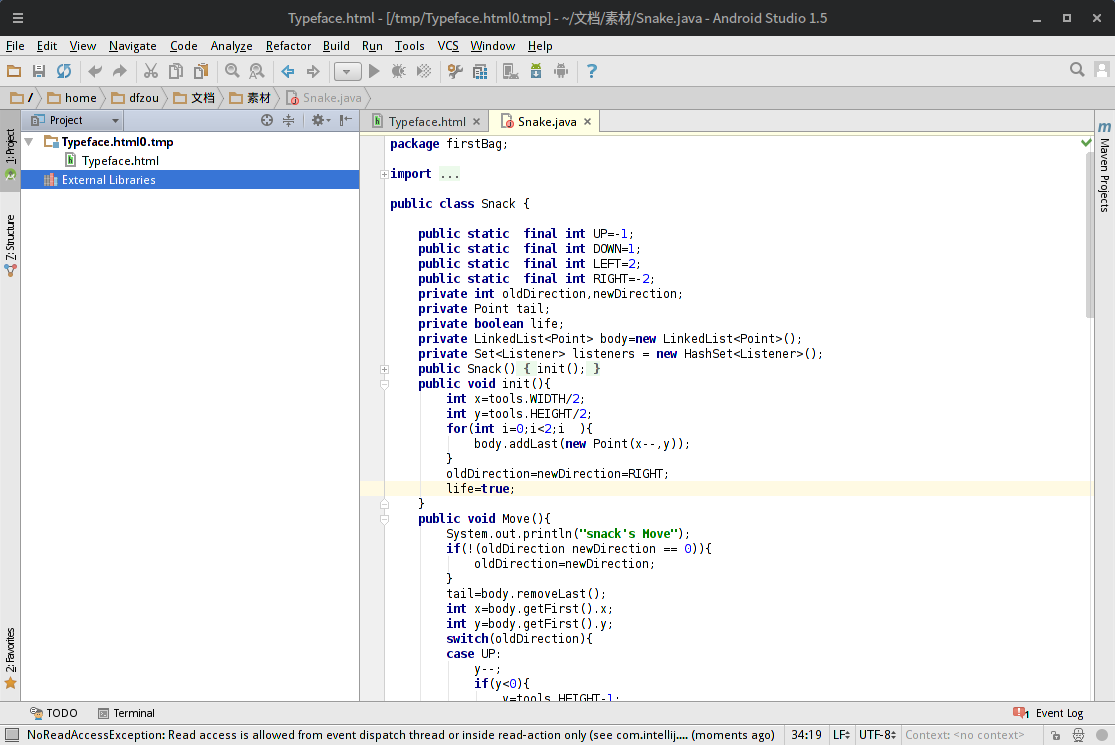 Typeface.html - [/tmp/Typeface.html0.tmp] - ~/文档/素材/Snake.java - Android Studio 1.5
File Edit View Navigate Code Analyze Refactor Build Run Tools VCS Window Help
/ home dfzou 文档 素材 Snake.java
Project
Typeface.html Snake.java
1: Project
Z: Structure
2: Favorites
Typeface.html0.tmp
Typeface.html
External Libraries
package firstBag;
import ...
public class Snack {
public static  final int UP=-1;
public static  final int DOWN=1;
public static  final int LEFT=2;
public static  final int RIGHT=-2;
private int oldDirection,newDirection;
private Point tail;
private boolean life;
private LinkedList<Point> body=new LinkedList<Point>();
private Set<Listener> listeners = new HashSet<Listener>();
public Snack() { init(); }
public void init(){
int x=tools.WIDTH/2;
int y=tools.HEIGHT/2;
for(int i=0;i<2;i  ){
body.addLast(new Point(x--,y));
}
oldDirection=newDirection=RIGHT;
life=true;
}
public void Move(){
System.out.println("snack's Move");
if(!(oldDirection newDirection == 0)){
oldDirection=newDirection;
}
tail=body.removeLast();
int x=body.getFirst().x;
int y=body.getFirst().y;
switch(oldDirection){
case UP:
y--;
if(y<0){
y=tools.HEIGHT-1;
m Maven Projects
TODO Terminal 1 Event Log
NoReadAccessException: Read access is allowed from event dispatch thread or inside read-action only (see com.intellij.... (moments ago) 34:19 LF UTF-8 Context: <no context>